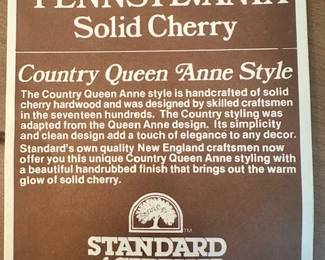 PENNSYLVANIA
Solid Cherry
Country Queen Anne Style
The Country Queen Anne style is handcrafted of solid
cherry hardwood and was designed by skilled craftsmen
in the seventeen hundreds. The Country styling was
adapted from the Queen Anne design. Its simplicity
and clean design add a touch of elegance to any decor.
Standard's own quality New England craftsmen now
offer you this unique Country Queen Anne styling with
a beautiful handrubbed finish that brings out the warm
glow of solid cherry.
TM
STANDARD